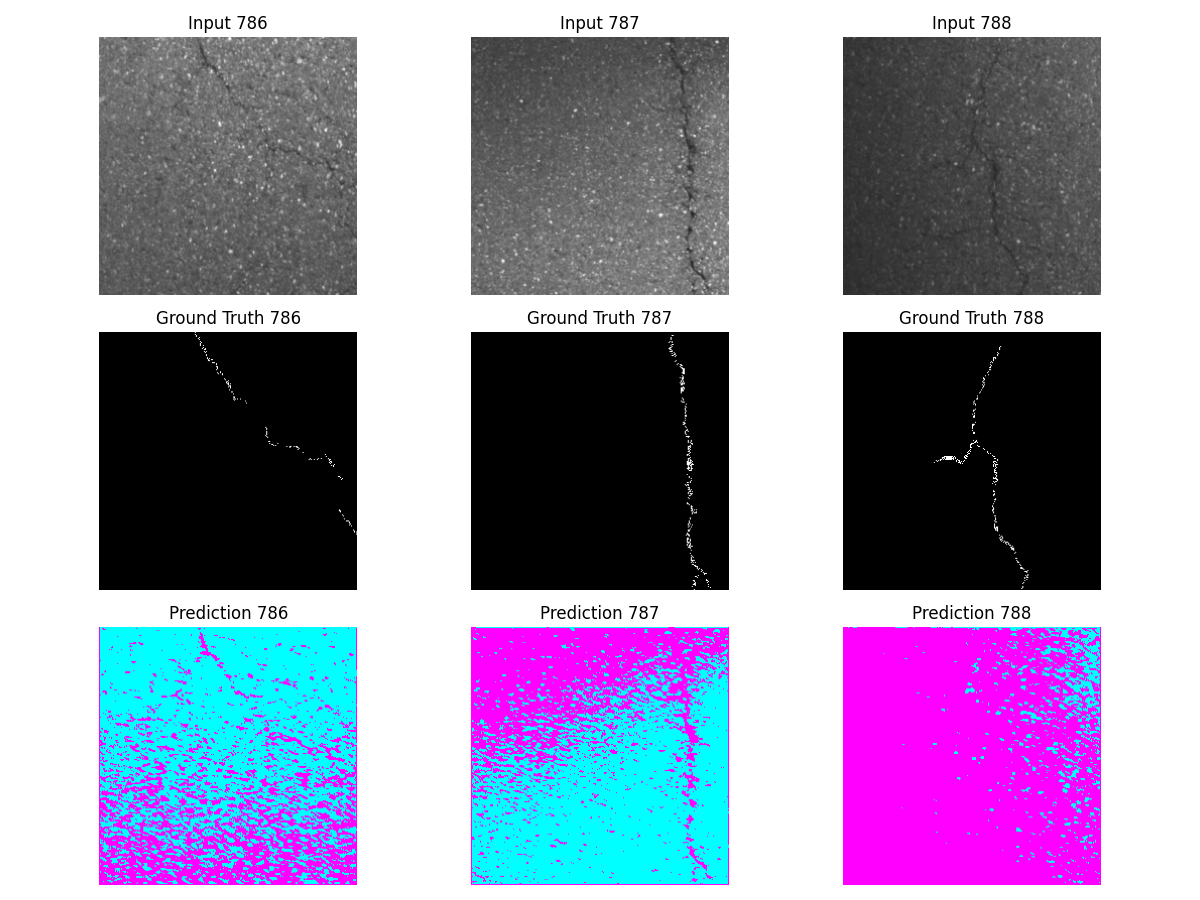 Input 786
Input 787
Input 788
Ground Truth 786
Ground Truth 787
Ground Truth 788
Prediction 786
Prediction 787
Prediction 788